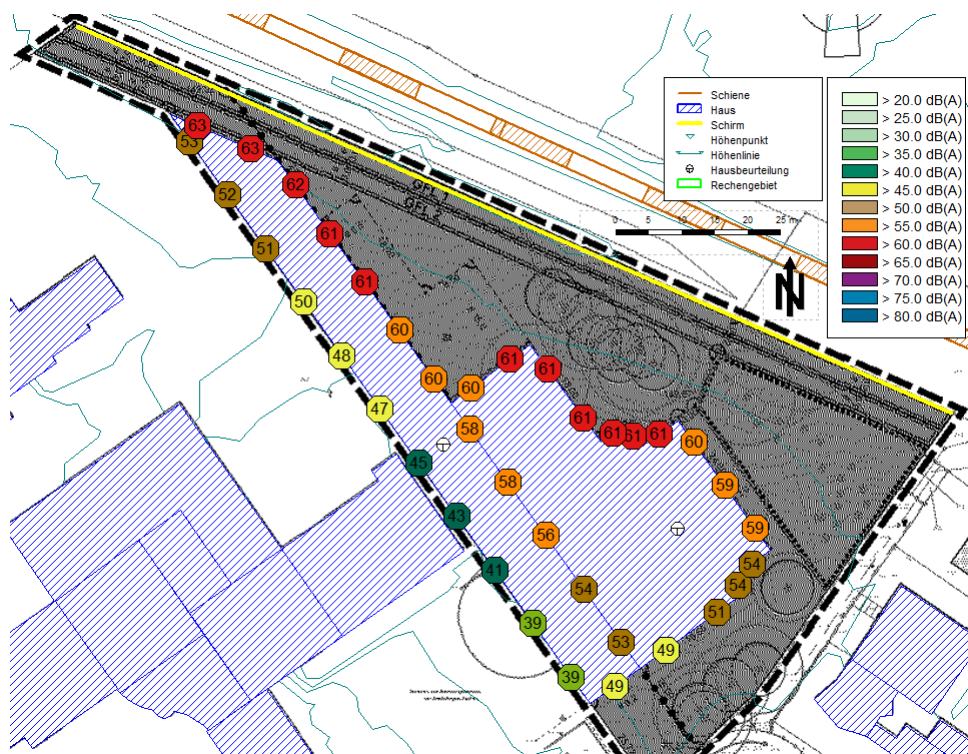 Schiene
Haus
Schirm
Höhenpunkt
Höhenlinie
Hausbeurteilung
Rechengebiet
> 20.0 dB(A)
> 25.0 dB(A)
> 30.0 dB(A)
> 35.0 dB(A)
> 40.0 dB(A)
> 45.0 dB(A)
> 50.0 dB(A)
> 55.0 dB(A)
> 60.0 dB(A)
> 65.0 dB(A)
> 70.0 dB(A)
> 75.0 dB(A)
> 80.0 dB(A)
0 5 10 15 20 25 m
N
GFL 1
GFL 2
63
53
63
62
52
61
51
61
50
60
61
61
48
60
60
47
61
58
61
61
61
60
45
58
59
43
56
59
41
54
54
54
39
51
53
49
39
49